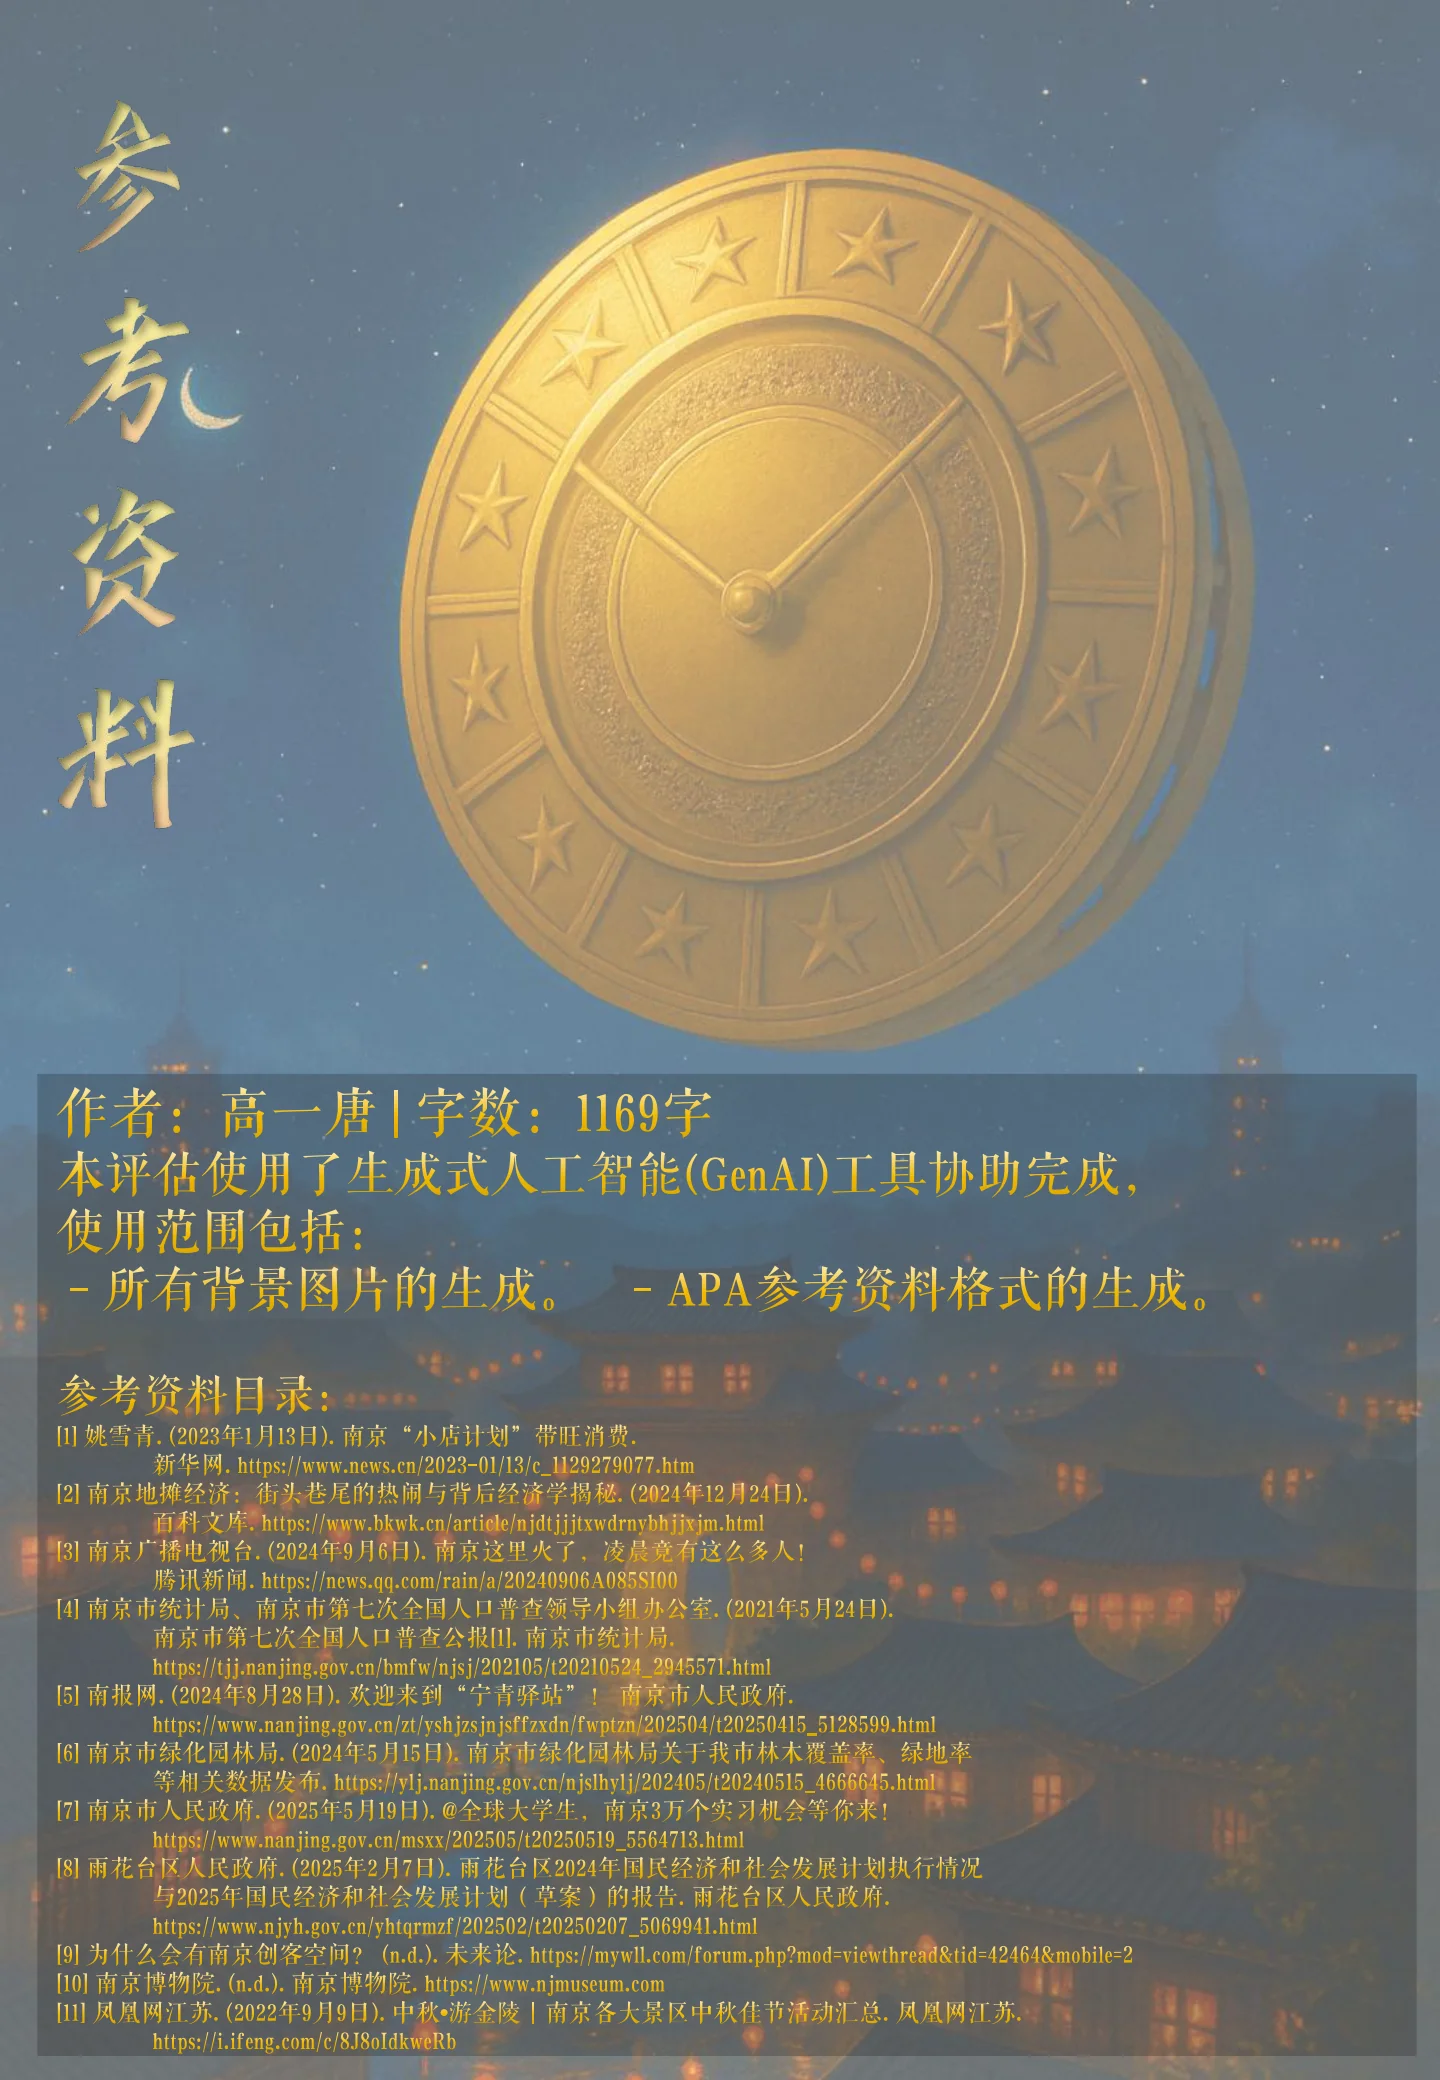 参考资料
作者：高一唐 | 字数：1169字
本评估使用了生成式人工智能(GenAI)工具协助完成，
使用范围包括：
- 所有背景图片的生成。 - APA参考资料格式的生成。
参考资料目录：
[1] 姚雪青. (2023年1月13日). 南京“小店计划”带旺消费.
新华网. https://www.news.cn/2023-01/13/c_1129279077.htm
[2] 南京地摊经济：街头巷尾的热闹与背后经济学揭秘. (2024年12月24日).
百科文库. https://www.bkwk.cn/article/njdtjjjtxwdrnybhjjxjm.html
[3] 南京广播电视台. (2024年9月6日). 南京这里火了，凌晨竟有这么多人！
腾讯新闻. https://news.qq.com/rain/a/20240906A085SI00
[4] 南京市统计局、南京市第七次全国人口普查领导小组办公室. (2021年5月24日).
南京市第七次全国人口普查公报[1]. 南京市统计局.
https://tjj.nanjing.gov.cn/bmfw/njsj/202105/t20210524_2945571.html
[5] 南报网. (2024年8月28日). 欢迎来到“宁青驿站”！ 南京市人民政府.
https://www.nanjing.gov.cn/zt/yshjzsjnjsffzxdn/fwptzn/202504/t20250415_5128599.html
[6] 南京市绿化园林局. (2024年5月15日). 南京市绿化园林局关于我市林木覆盖率、绿地率
等相关数据发布. https://ylj.nanjing.gov.cn/njslhylj/202405/t20240515_4666645.html
[7] 南京市人民政府. (2025年5月19日). @全球大学生，南京3万个实习机会等你来！
https://www.nanjing.gov.cn/msxx/202505/t20250519_5564713.html
[8] 雨花台区人民政府. (2025年2月7日). 雨花台区2024年国民经济和社会发展计划执行情况
与2025年国民经济和社会发展计划（草案）的报告. 雨花台区人民政府.
https://www.njyh.gov.cn/yhtqrmzf/202502/t20250207_5069941.html
[9] 为什么会有南京创客空间？ (n.d.). 未来论. https://mywll.com/forum.php?mod=viewthread&tid=42464&mobile=2
[10] 南京博物院. (n.d.). 南京博物院. https://www.njmuseum.com
[11] 凤凰网江苏. (2022年9月9日). 中秋•游金陵 | 南京各大景区中秋佳节活动汇总. 凤凰网江苏.
https://i.ifeng.com/c/8J8oIdkweRb